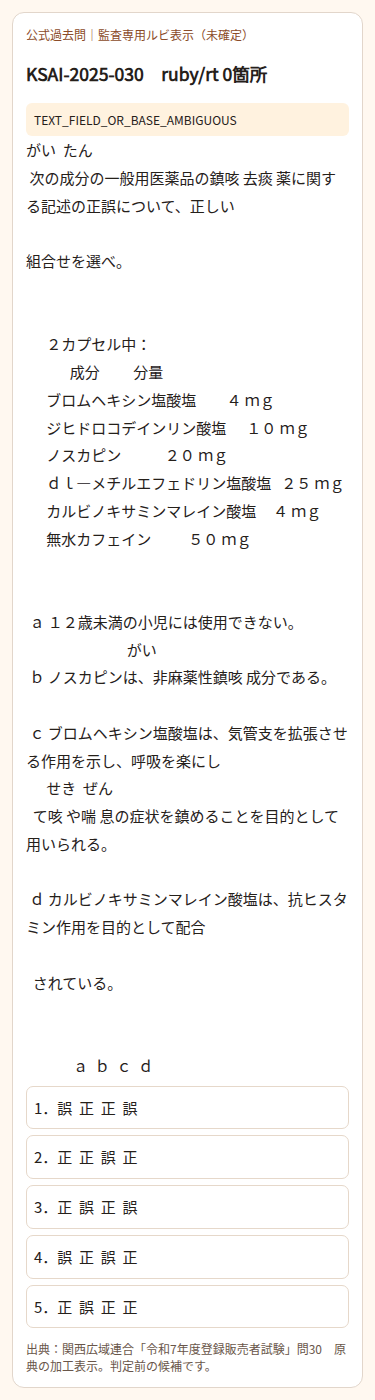 公式過去問｜監査専用ルビ表示（未確定）
KSAI-2025-030　ruby/rt 0箇所
TEXT_FIELD_OR_BASE_AMBIGUOUS
がい たん
次の成分の一般用医薬品の鎮咳 去痰 薬に関す
る記述の正誤について、正しい
組合せを選べ。
２カプセル中：
成分　　分量
ブロムヘキシン塩酸塩　　４ｍｇ
ジヒドロコデインリン酸塩　１０ｍｇ
ノスカピン　　　２０ｍｇ
ｄｌ－メチルエフェドリン塩酸塩　２５ｍｇ
カルビノキサミンマレイン酸塩　４ｍｇ
無水カフェイン　　５０ｍｇ
ａ １２歳未満の小児には使用できない。
がい
ｂ ノスカピンは、非麻薬性鎮咳 成分である。
ｃ ブロムヘキシン塩酸塩は、気管支を拡張させ
る作用を示し、呼吸を楽にし
せき ぜん
て咳 や喘 息の症状を鎮めることを目的として
用いられる。
ｄ カルビノキサミンマレイン酸塩は、抗ヒスタ
ミン作用を目的として配合
されている。
ａ ｂ ｃ ｄ
1．誤 正 正 誤
2．正 正 誤 正
3．正 誤 正 誤
4．誤 正 誤 正
5．正 誤 正 正
出典：関西広域連合「令和7年度登録販売者試験」問30　原
典の加工表示。判定前の候補です。